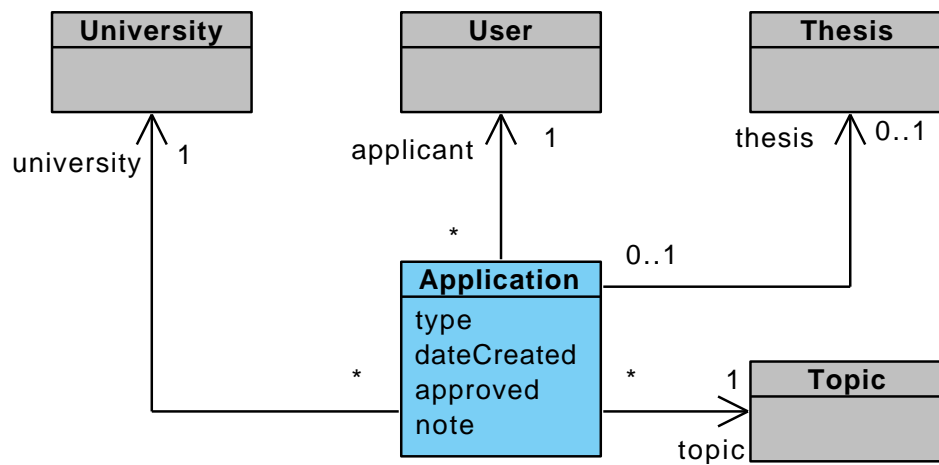 University
User
Thesis
university
1
applicant
1
thesis
0..1
*
0..1
Application
type
dateCreated
approved
note
*
*
1
Topic
topic